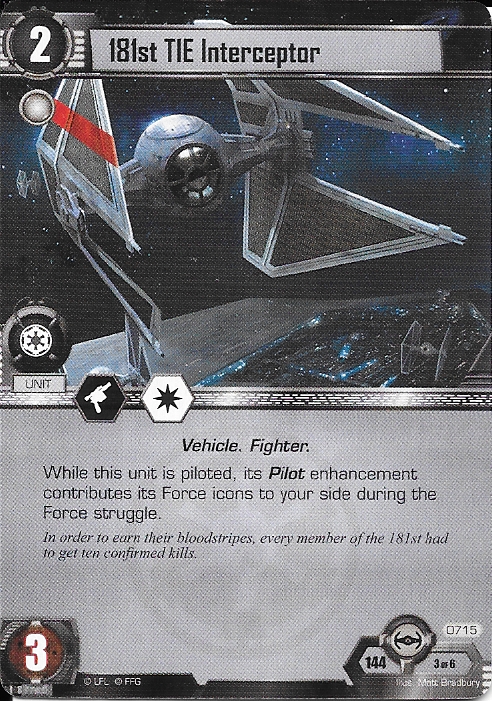 2
181st TIE Interceptor
UNIT
Vehicle. Fighter.
While this unit is piloted, its Pilot enhancement
contributes its Force icons to your side during the
Force struggle.
In order to earn their bloodstripes, every member of the 181st had
to get ten confirmed kills.
3
0715
144
3 OF 6
© LFL © FFG
Illus. Matt Bradbury